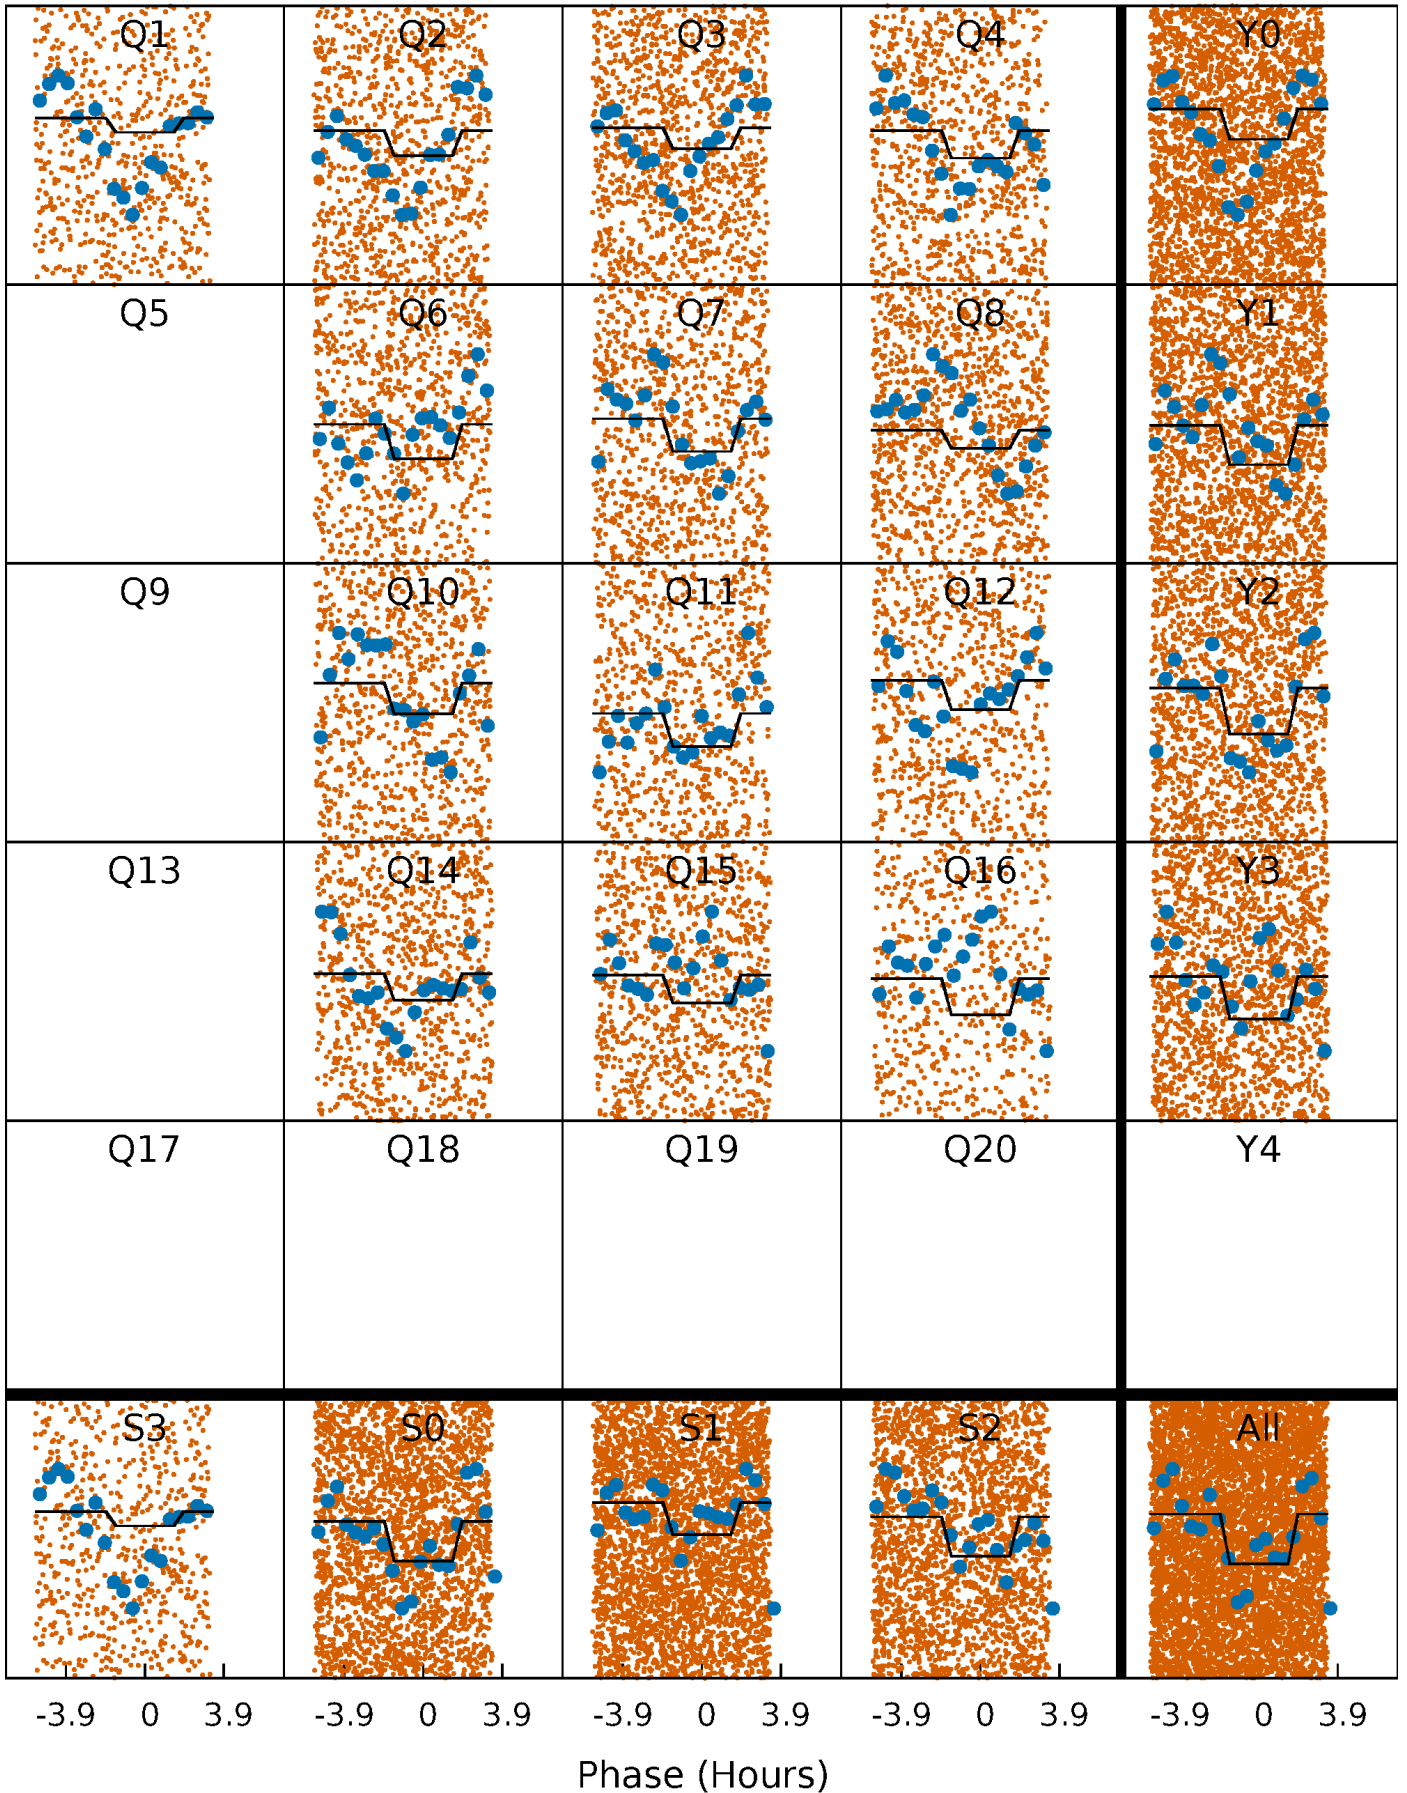 Q1 Q2 Q3 Q4 Y0
Q5 Q6 Q7 Q8 Y1
Q9 Q10 Q11 Q12 Y2
Q13 Q14 Q15 Q16 Y3
Q17 Q18 Q19 Q20 Y4
S3 S0 S1 S2 All
-3.9 0 3.9 -3.9 0 3.9 -3.9 0 3.9 -3.9 0 3.9 -3.9 0 3.9
Phase (Hours)